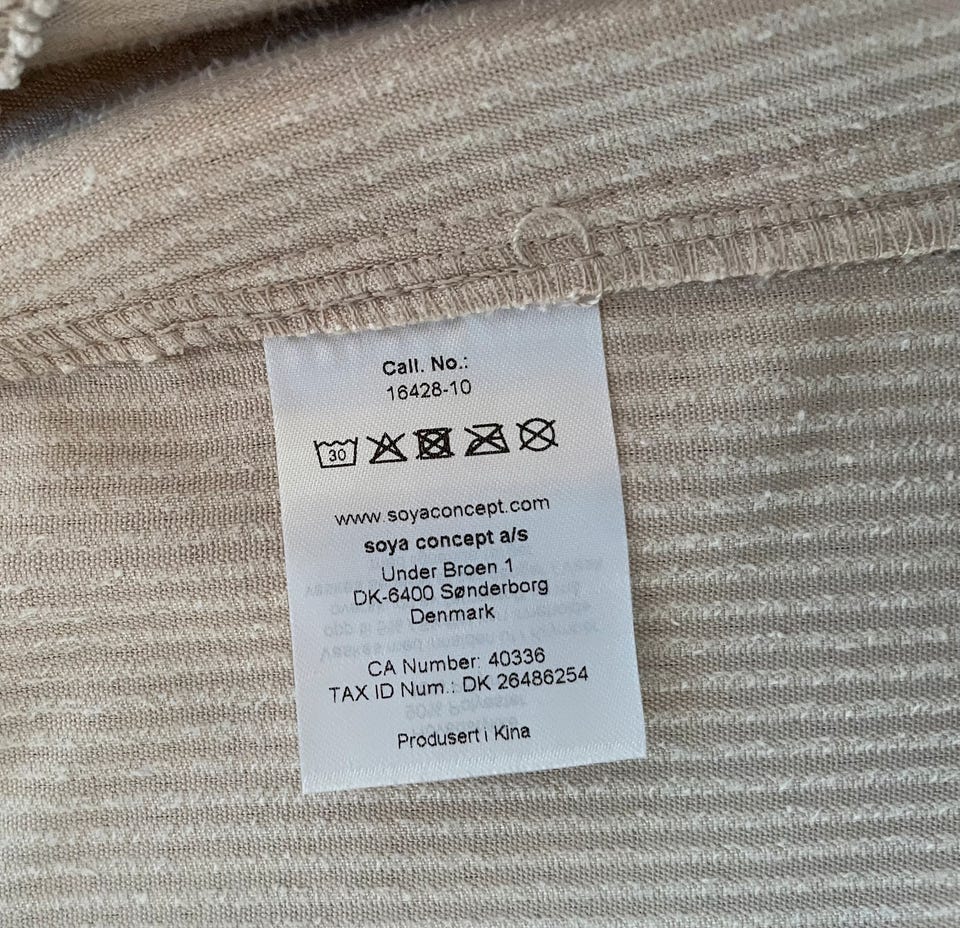 Call. No.:
16428-10
30
www.soyaconcept.com
soya concept a/s
Under Broen 1
DK-6400 Sønderborg
Denmark
CA Number: 40336
TAX ID Num.: DK 26486254
Produsert i Kina